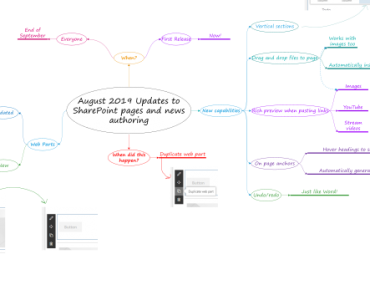 Vertical sections
End of
September
Everyone
First Release
Now!
Works with
images too
When?
Drag and drop files to page
Automatically
August 2019 Updates to
SharePoint pages and news
authoring
Images
New capabilities
Rich preview when pasting links
YouTube
Stream
videos
Web Parts
When did this
happen?
Duplicate web part
Hover headings to
On page anchors
Automatically
Undo/redo
Just like Word!